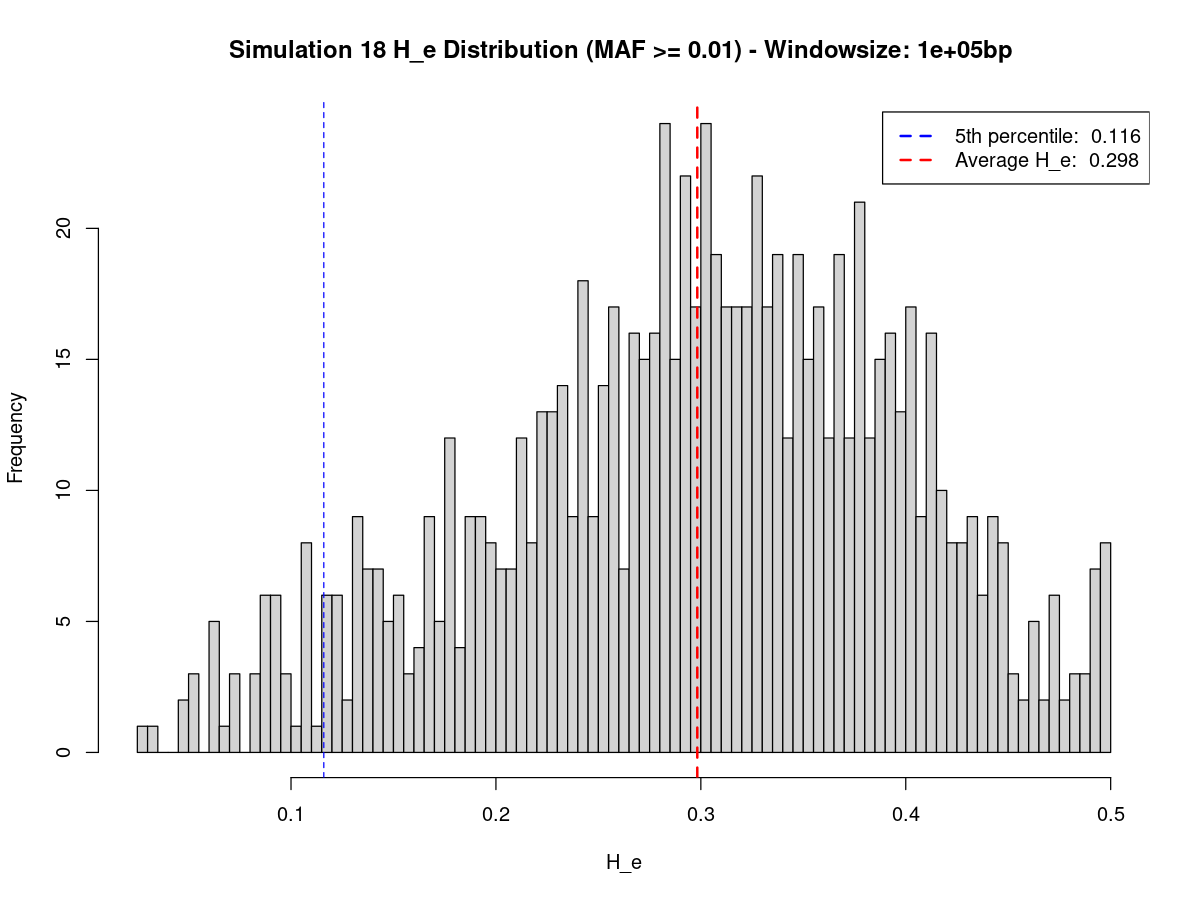 Simulation 18 H_e Distribution (MAF >= 0.01) - Windowsize: 1e+05bp
5th percentile: 0.116
Average H_e: 0.298
Frequency
20
15
10
5
0
0.1 0.2 0.3 0.4 0.5
H_e